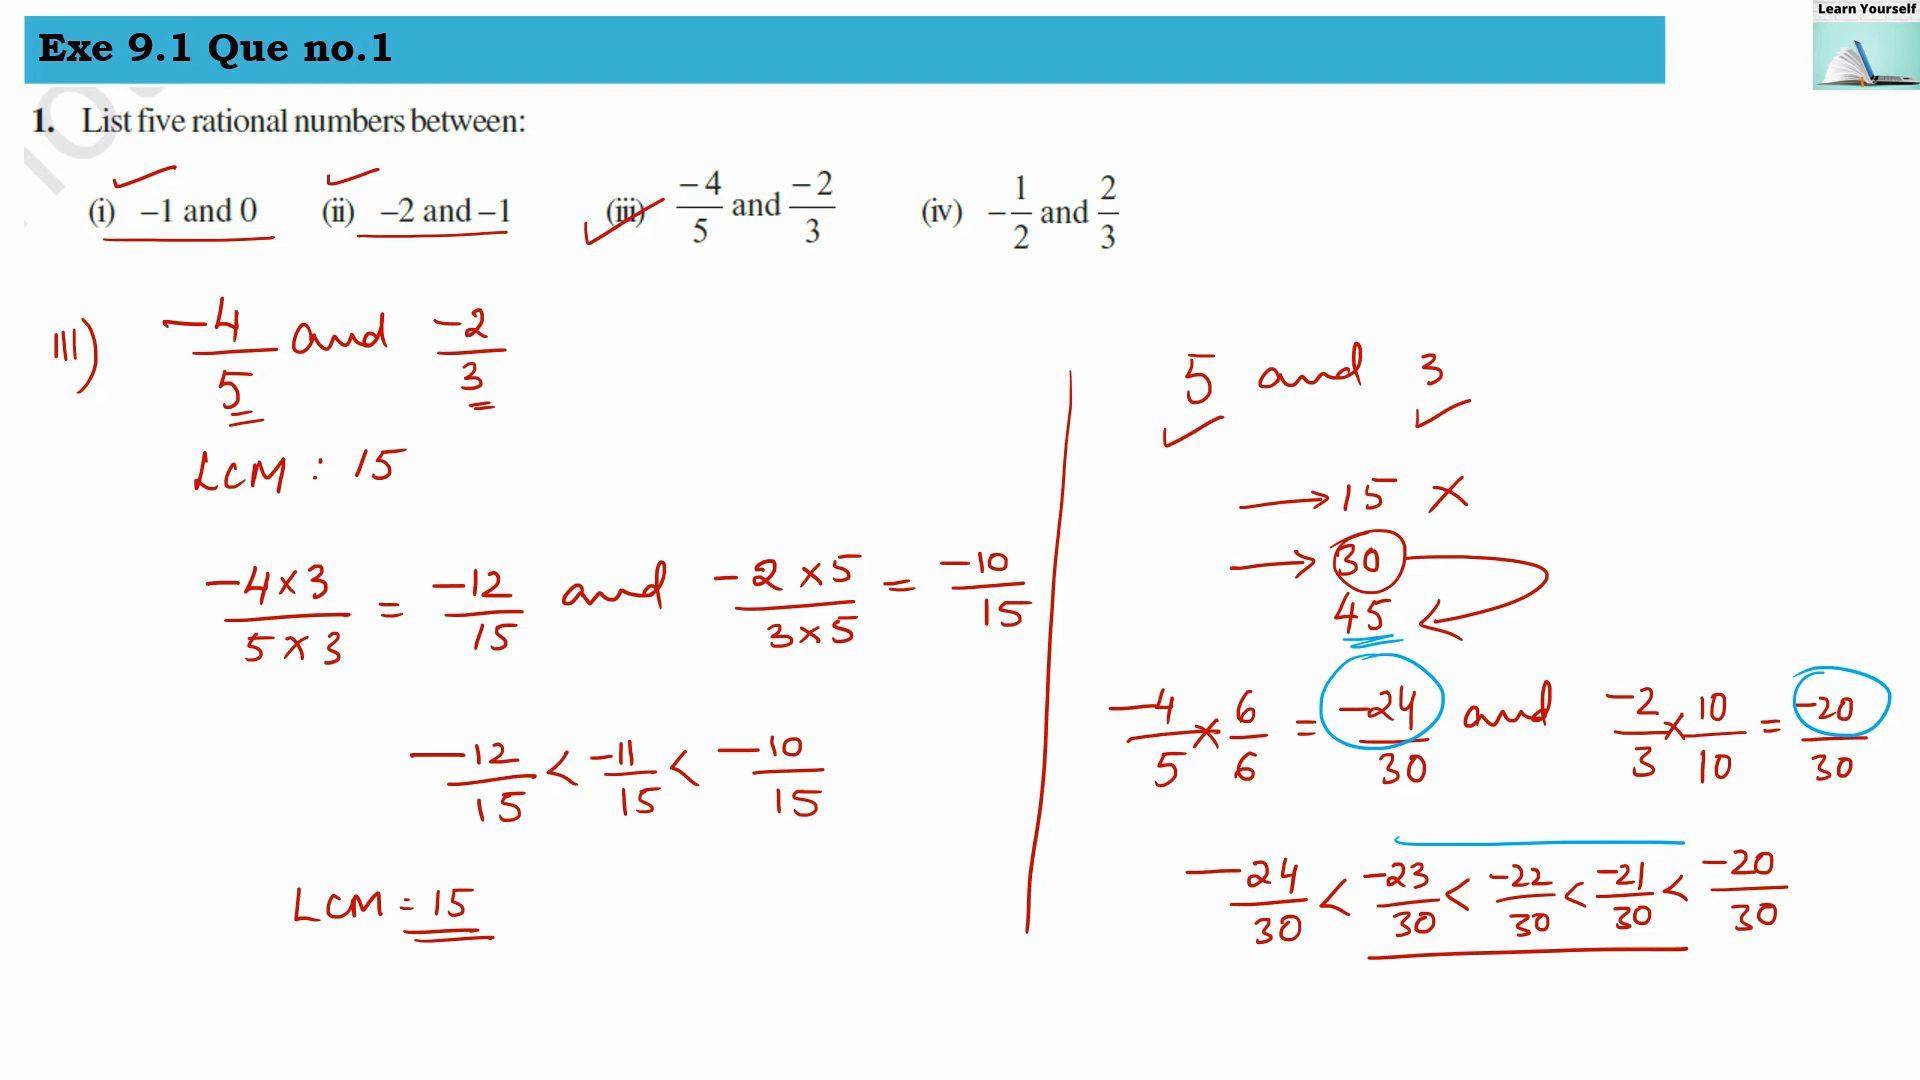 Learn Yourself
Exe 9.1 Que no.1
1. List five rational numbers between:
(i) –1 and 0 (ii) –2 and –1 (iii) –4/5 and –2/3 (iv) –1/2 and 2/3
III) -4/5 and -2/3
LCM : 15
-4×3/5×3 = -12/15 and -2×5/3×5 = -10/15
-12/15 < -11/15 < -10/15
LCM = 15
5 and 3
→ 15 ×
→ 30
45
-4/5 × 6/6 = -24/30 and -2/3 × 10/10 = -20/30
-24/30 < -23/30 < -22/30 < -21/30 < -20/30